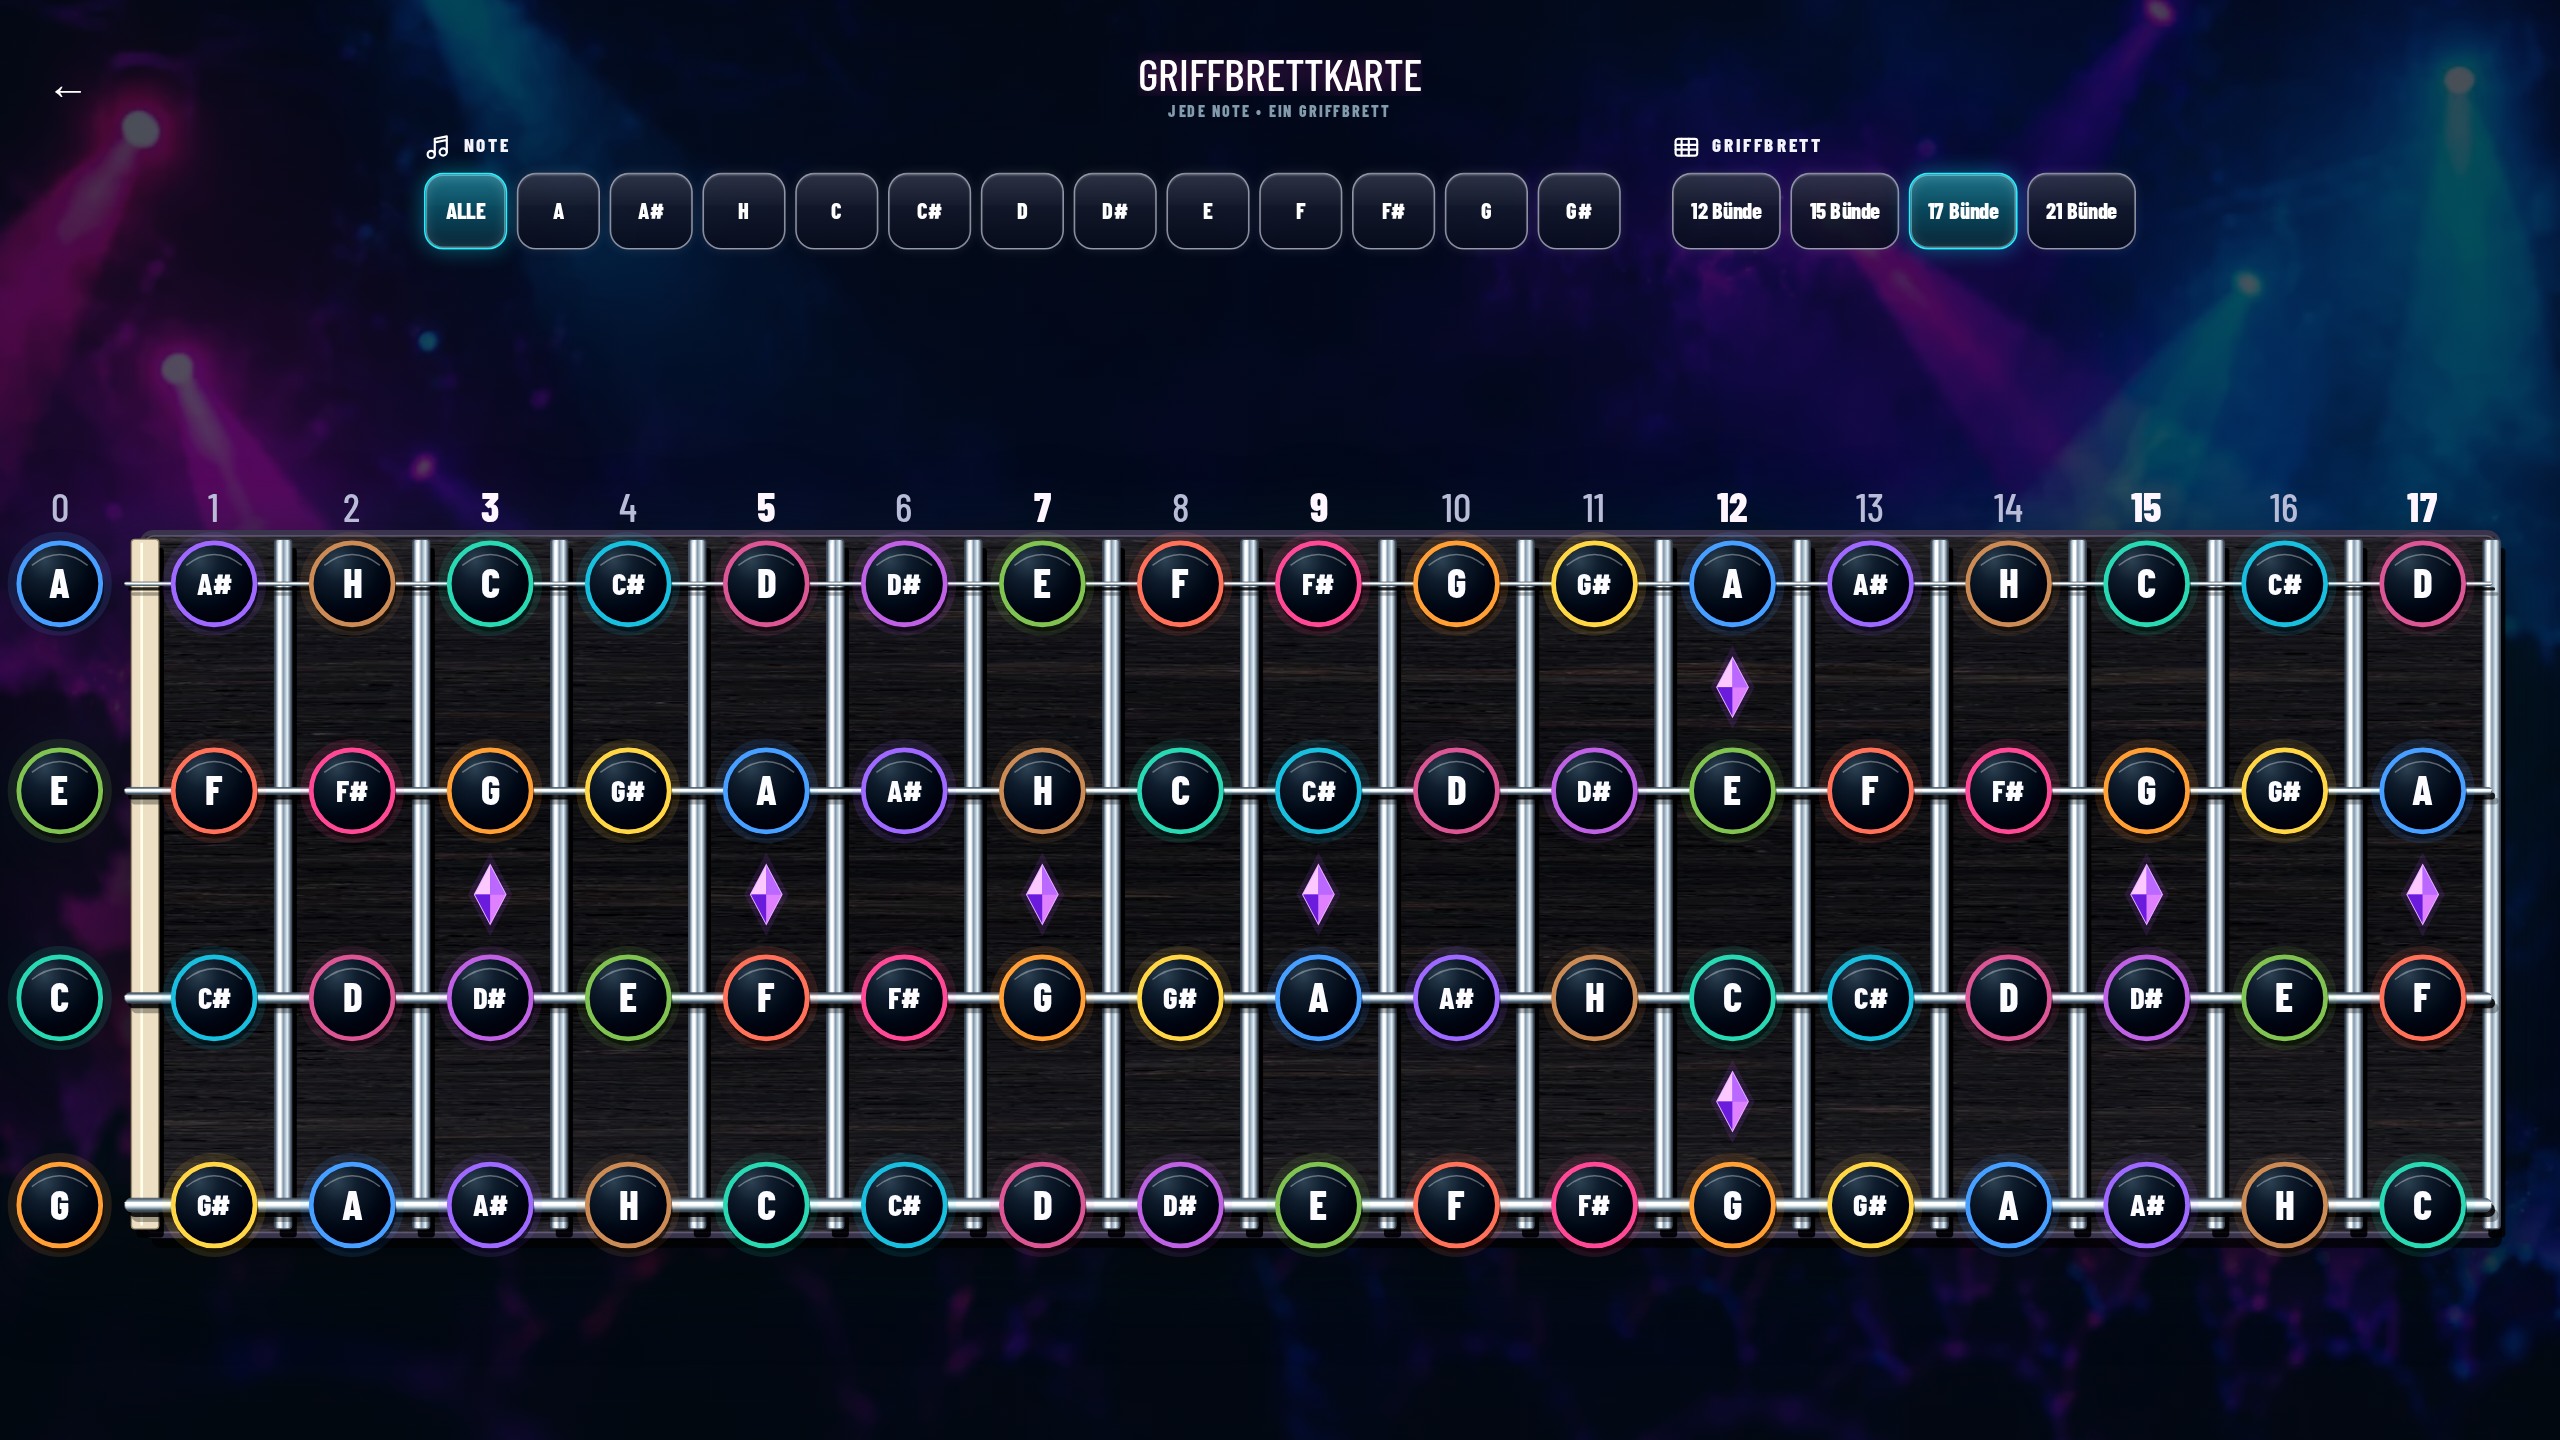 ←
GRIFFBRETTKARTE
JEDE NOTE • EIN GRIFFBRETT
NOTE
GRIFFBRETT
ALLE A A# H C C# D D# E F F# G G# 12 Bünde 15 Bünde 17 Bünde 21 Bünde
0 1 2 3 4 5 6 7 8 9 10 11 12 13 14 15 16 17
A A# H C C# D D# E F F# G G# A A# H C C# D
E F F# G G# A A# H C C# D D# E F F# G G# A
C C# D D# E F F# G G# A A# H C C# D D# E F
G G# A A# H C C# D D# E F F# G G# A A# H C